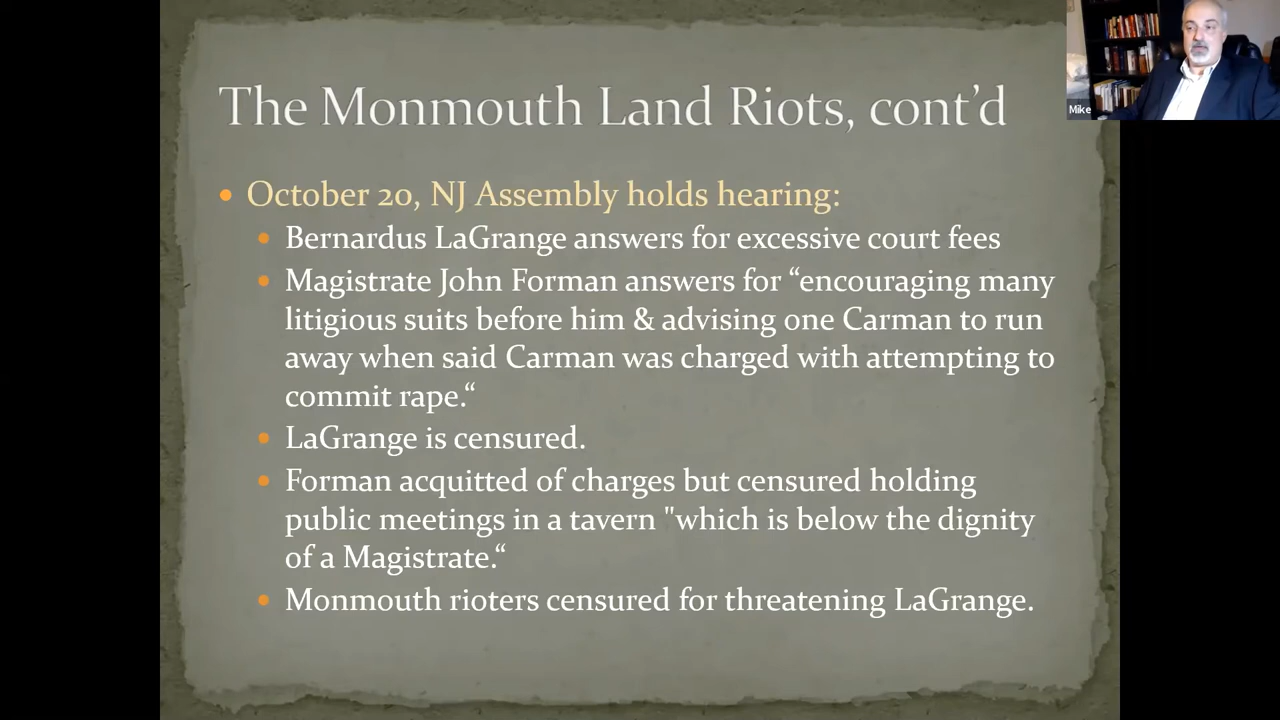 The Monmouth Land Riots, cont’d
Mike
• October 20, NJ Assembly holds hearing:
• Bernardus LaGrange answers for excessive court fees
• Magistrate John Forman answers for “encouraging many
litigious suits before him & advising one Carman to run
away when said Carman was charged with attempting to
commit rape.“
• LaGrange is censured.
• Forman acquitted of charges but censured holding
public meetings in a tavern "which is below the dignity
of a Magistrate.“
• Monmouth rioters censured for threatening LaGrange.